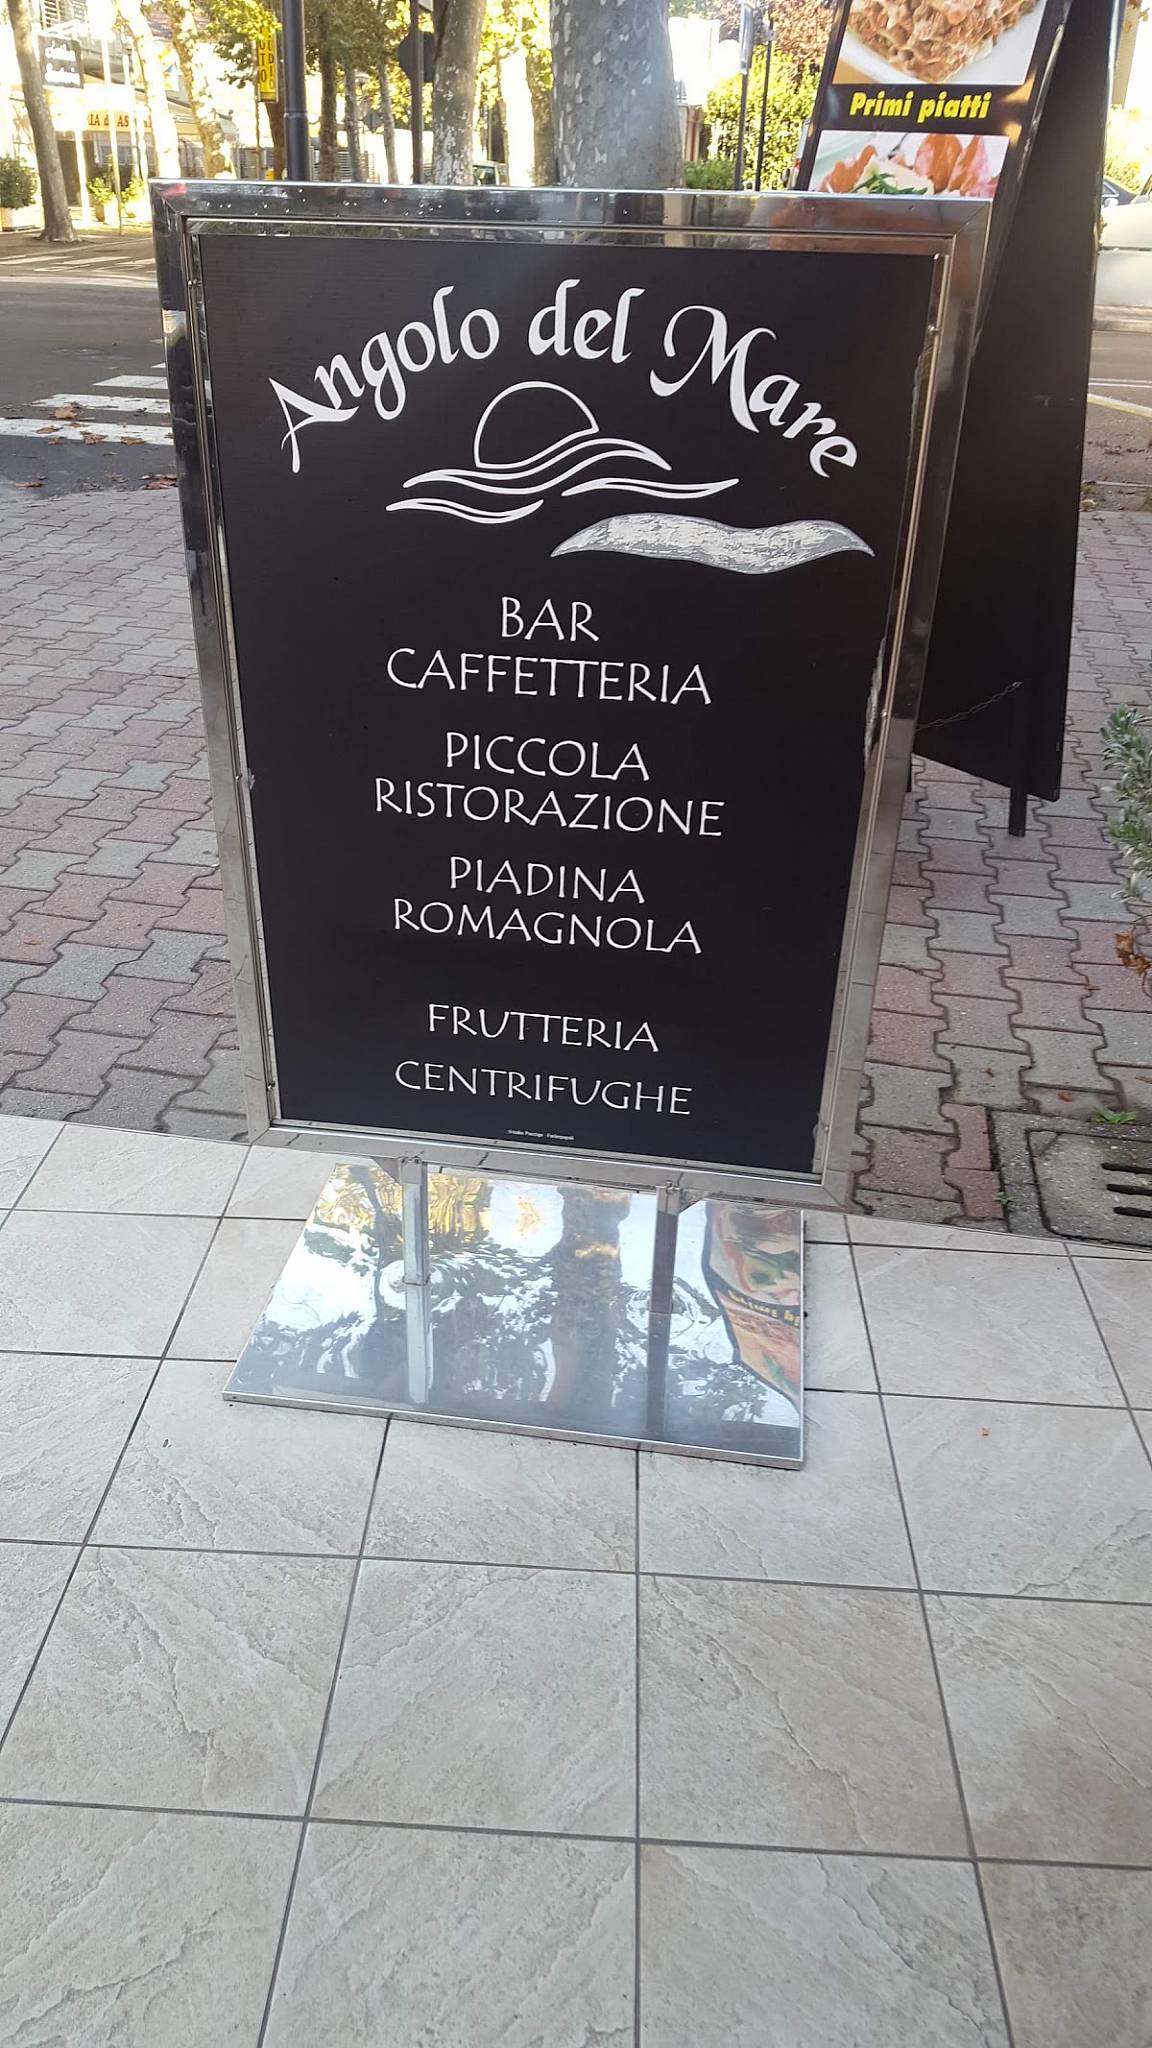 Primi piatti
Angolo del Mare
BAR
CAFFETTERIA
PICCOLA
RISTORAZIONE
PIADINA
ROMAGNOLA
FRUTTERIA
CENTRIFUGHE